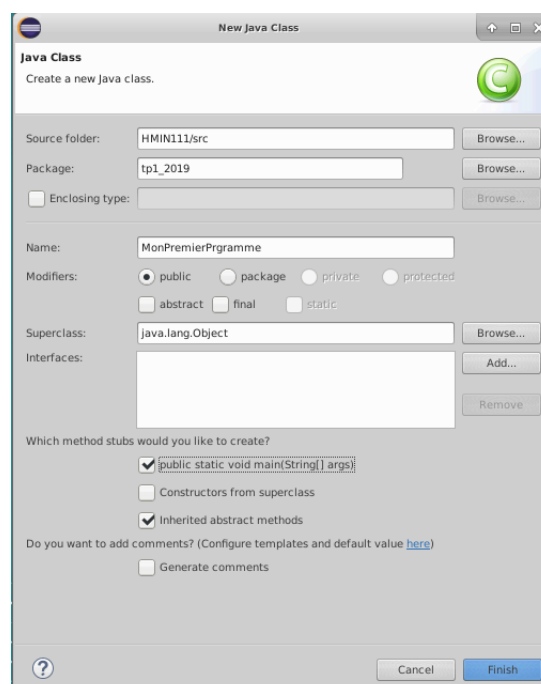 New Java Class
Java Class
Create a new Java class.
Source folder: HMIN111/src Browse...
Package: tp1_2019 Browse...
Enclosing type: Browse...
Name: MonPremierPrgramme
Modifiers: public package private protected
abstract final static
Superclass: java.lang.Object Browse...
Interfaces: Add...
Remove
Which method stubs would you like to create?
public static void main(String[] args)
Constructors from superclass
Inherited abstract methods
Do you want to add comments? (Configure templates and default value here)
Generate comments
? Cancel Finish